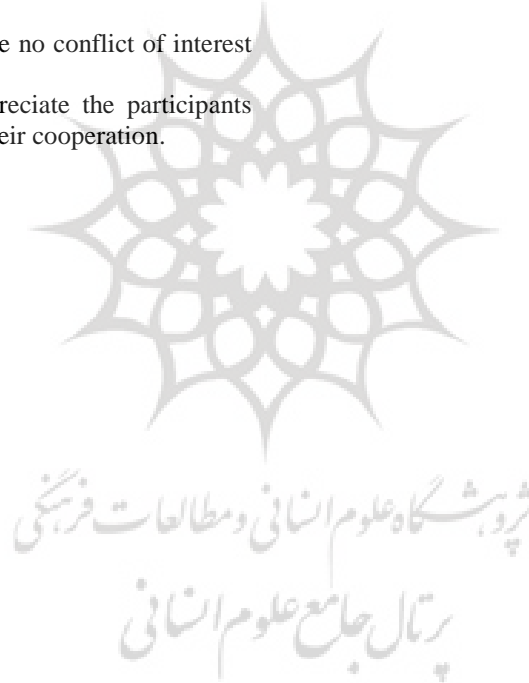 e no conflict of interest
reciate the participants
eir cooperation.
پژوهشگاه علوم انسانی و مطالعات فرهنگی
پرتال جامع علوم انسانی